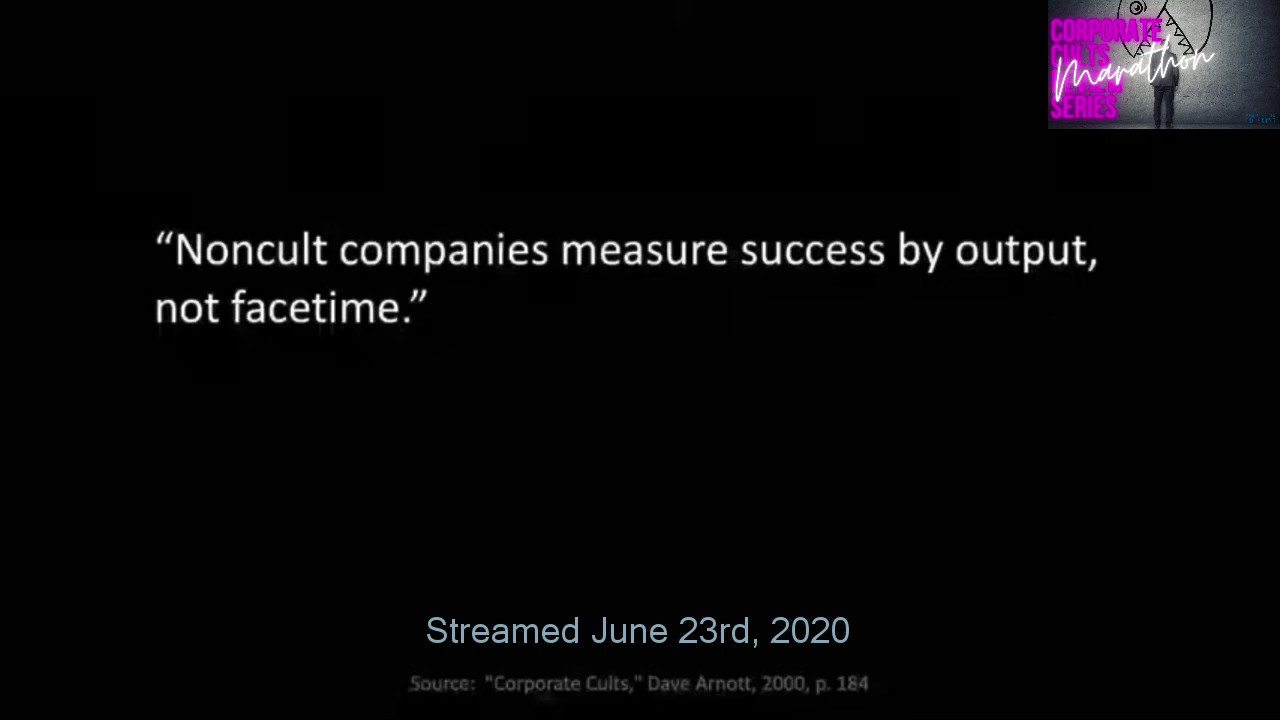 CORPORATE
CULTS
Marathon
SERIES
“Noncult companies measure success by output,
not facetime.”
Streamed June 23rd, 2020
Source: "Corporate Cults," Dave Arnott, 2000, p. 184